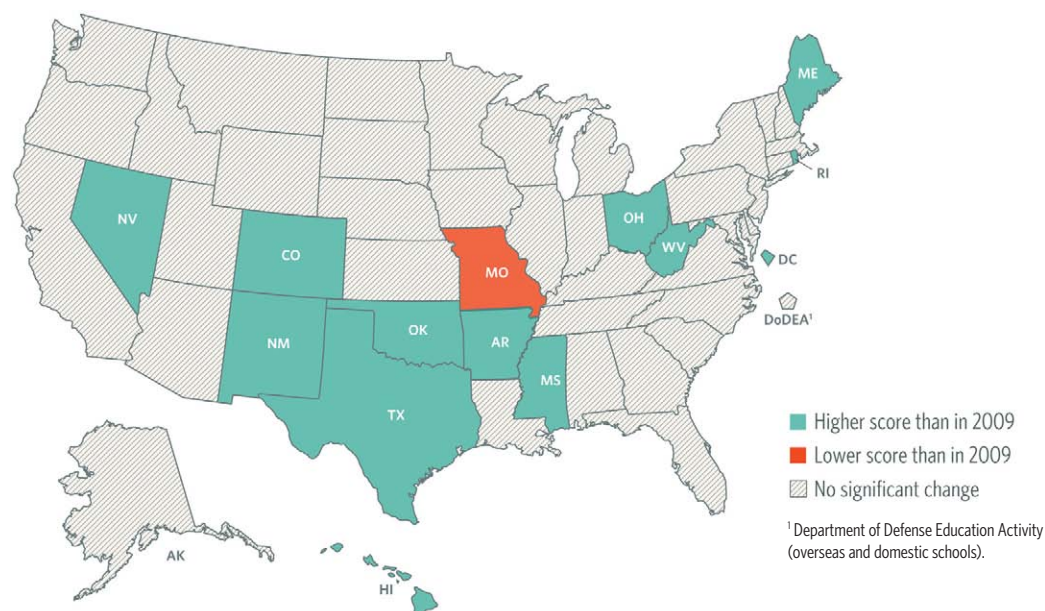 ME
RI
NV
OH
WV
CO
DC
MO
DoDEA¹
OK
NM
AR
MS
TX
Higher score than in 2009
Lower score than in 2009
No significant change
¹ Department of Defense Education Activity
(overseas and domestic schools).
AK
HI